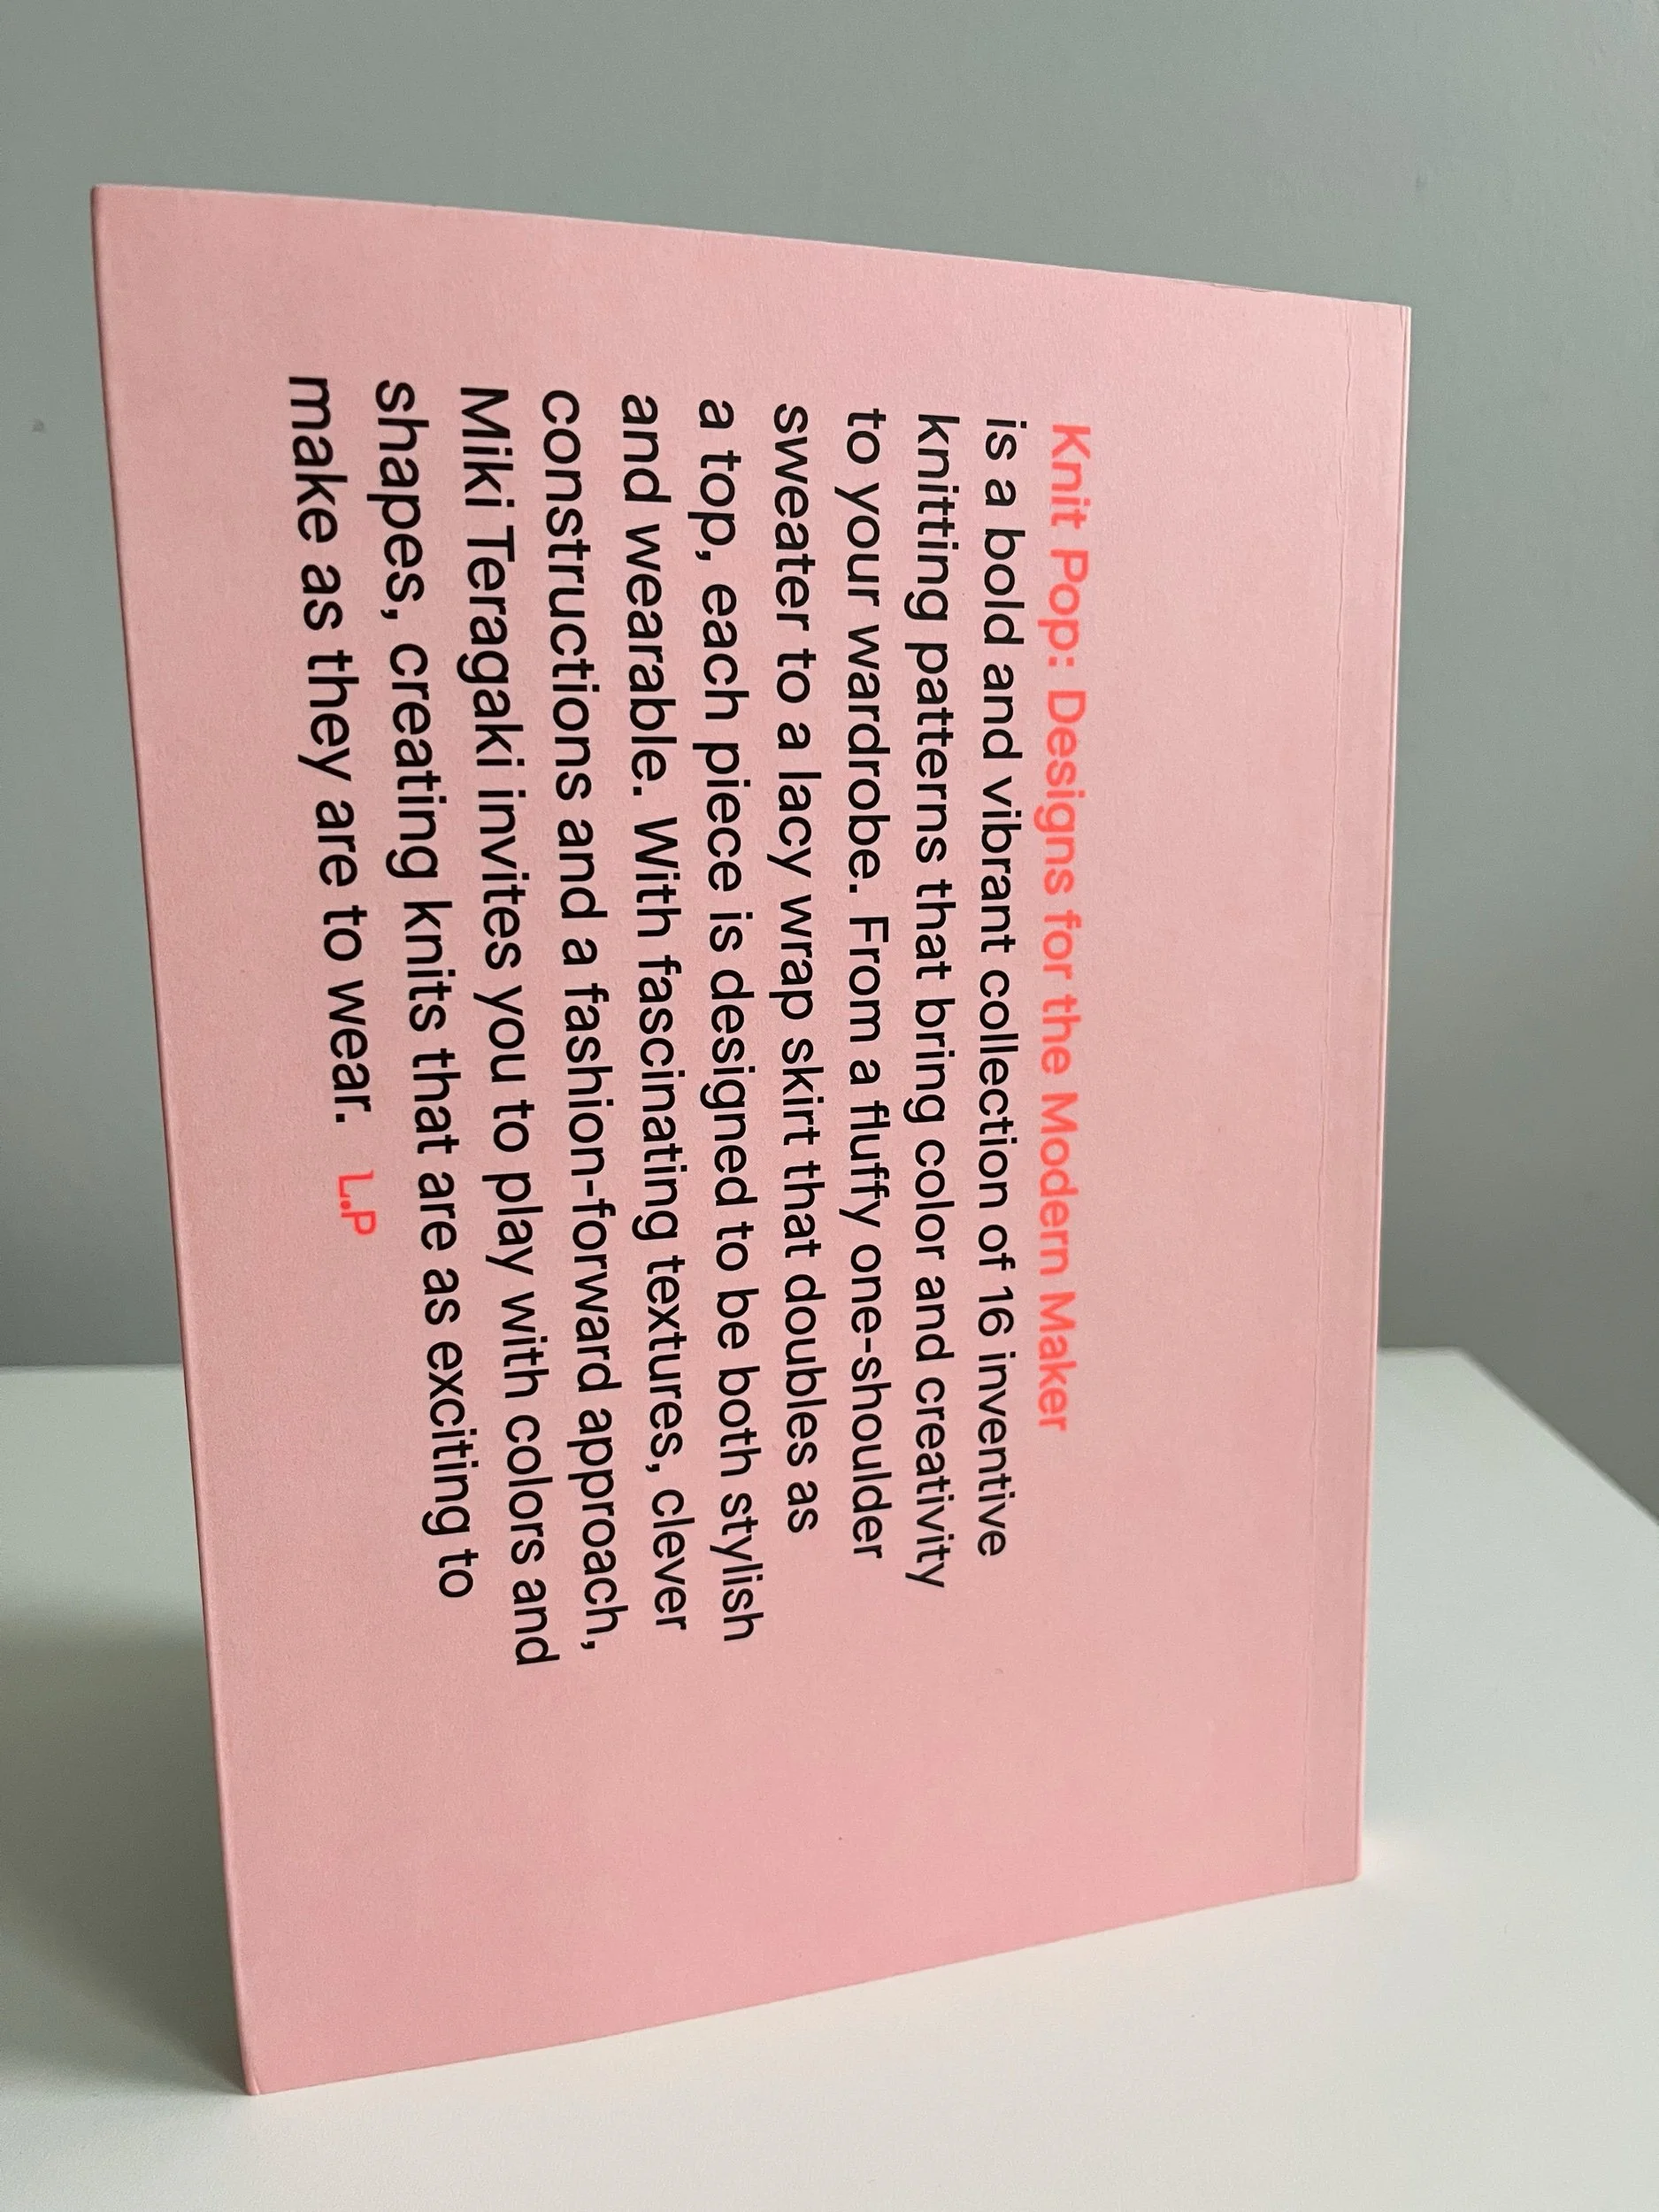 Knit Pop: Designs for the Modern Maker
is a bold and vibrant collection of 16 inventive
knitting patterns that bring color and creativity
to your wardrobe. From a fluffy one-shoulder
sweater to a lacy wrap skirt that doubles as
a top, each piece is designed to be both stylish
and wearable. With fascinating textures, clever
constructions and a fashion-forward approach,
Miki Teragaki invites you to play with colors and
shapes, creating knits that are as exciting to
make as they are to wear. L.P